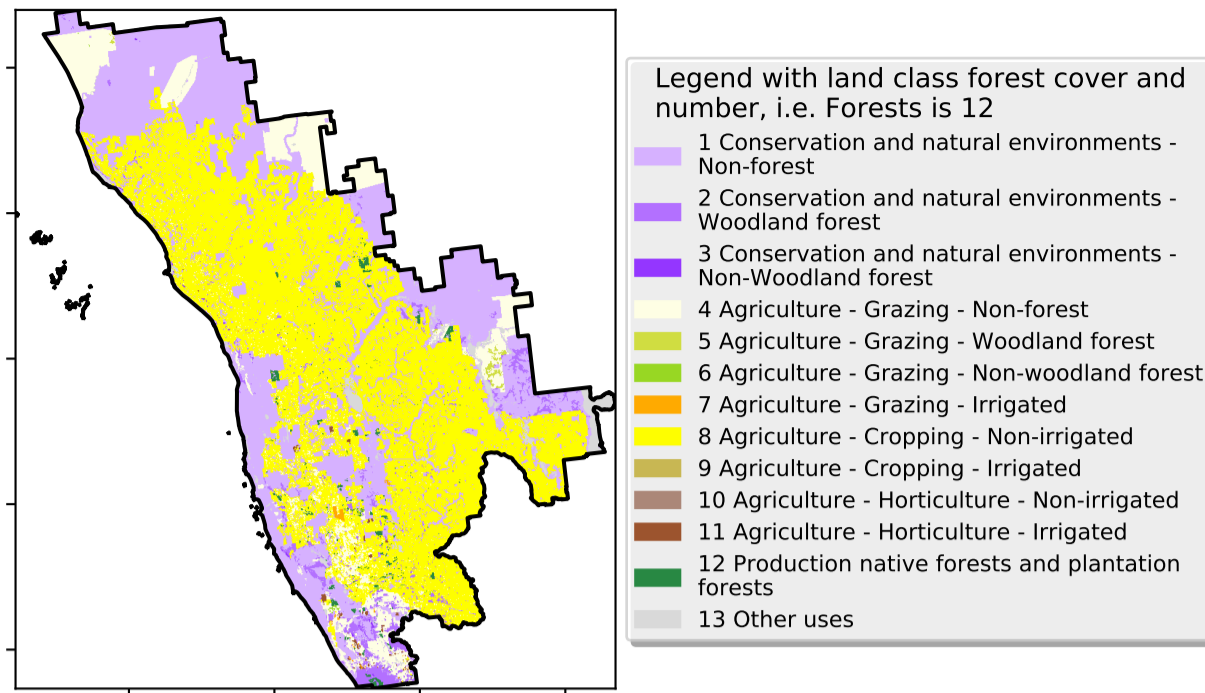 Legend with land class forest cover and
number, i.e. Forests is 12
1 Conservation and natural environments -
Non-forest
2 Conservation and natural environments -
Woodland forest
3 Conservation and natural environments -
Non-Woodland forest
4 Agriculture - Grazing - Non-forest
5 Agriculture - Grazing - Woodland forest
6 Agriculture - Grazing - Non-woodland forest
7 Agriculture - Grazing - Irrigated
8 Agriculture - Cropping - Non-irrigated
9 Agriculture - Cropping - Irrigated
10 Agriculture - Horticulture - Non-irrigated
11 Agriculture - Horticulture - Irrigated
12 Production native forests and plantation
forests
13 Other uses